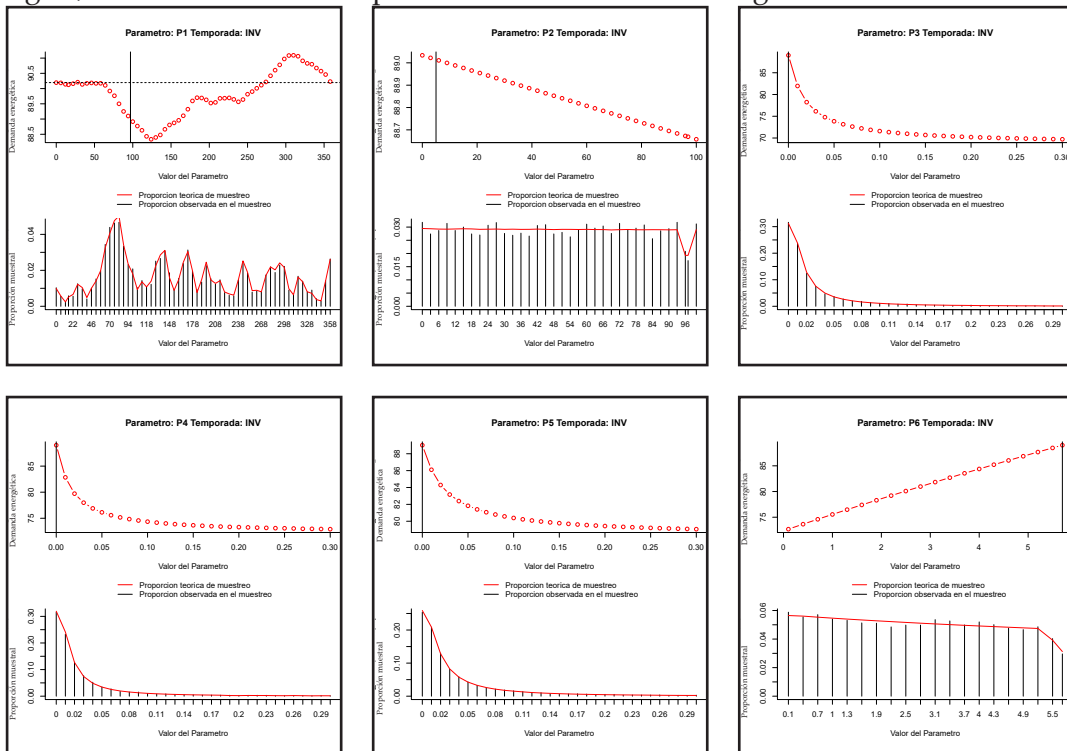 Parametro: P1 Temporada: INV
Demanda energética
88.5 89.5 90.5
0 50 100 150 200 250 300 350
Valor del Parametro
Proporcion teorica de muestreo
Proporcion observada en el muestreo
Proporción muestral
0.00 0.02 0.04
0 22 46 70 94 118 148 178 208 238 268 298 328 358
Valor del Parametro
Parametro: P2 Temporada: INV
Demanda energética
88.7 88.8 88.9 89.0
0 20 40 60 80 100
Valor del Parametro
Proporcion teorica de muestreo
Proporcion observada en el muestreo
Proporción muestral
0.000 0.015 0.030
0 6 12 18 24 30 36 42 48 54 60 66 72 78 84 90 96
Valor del Parametro
Parametro: P3 Temporada: INV
Demanda energética
70 75 80 85
0.00 0.05 0.10 0.15 0.20 0.25 0.30
Valor del Parametro
Proporcion teorica de muestreo
Proporcion observada en el muestreo
Proporción muestral
0.00 0.10 0.20 0.30
0 0.02 0.05 0.08 0.11 0.14 0.17 0.2 0.23 0.26 0.29
Valor del Parametro
Parametro: P4 Temporada: INV
Demanda energética
75 80 85
0.00 0.05 0.10 0.15 0.20 0.25 0.30
Valor del Parametro
Proporcion teorica de muestreo
Proporcion observada en el muestreo
Proporción muestral
0.00 0.10 0.20 0.30
0 0.02 0.05 0.08 0.11 0.14 0.17 0.2 0.23 0.26 0.29
Valor del Parametro
Parametro: P5 Temporada: INV
Demanda energética
80 82 84 86 88
0.00 0.05 0.10 0.15 0.20 0.25 0.30
Valor del Parametro
Proporcion teorica de muestreo
Proporcion observada en el muestreo
Proporción muestral
0.00 0.10 0.20
0 0.02 0.05 0.08 0.11 0.14 0.17 0.2 0.23 0.26 0.29
Valor del Parametro
Parametro: P6 Temporada: INV
Demanda energética
75 80 85
0 1 2 3 4 5
Valor del Parametro
Proporcion teorica de muestreo
Proporcion observada en el muestreo
Proporción muestral
0.00 0.02 0.04 0.06
0.1 0.7 1 1.3 1.9 2.5 3.1 3.7 4 4.3 4.9 5.5
Valor del Parametro